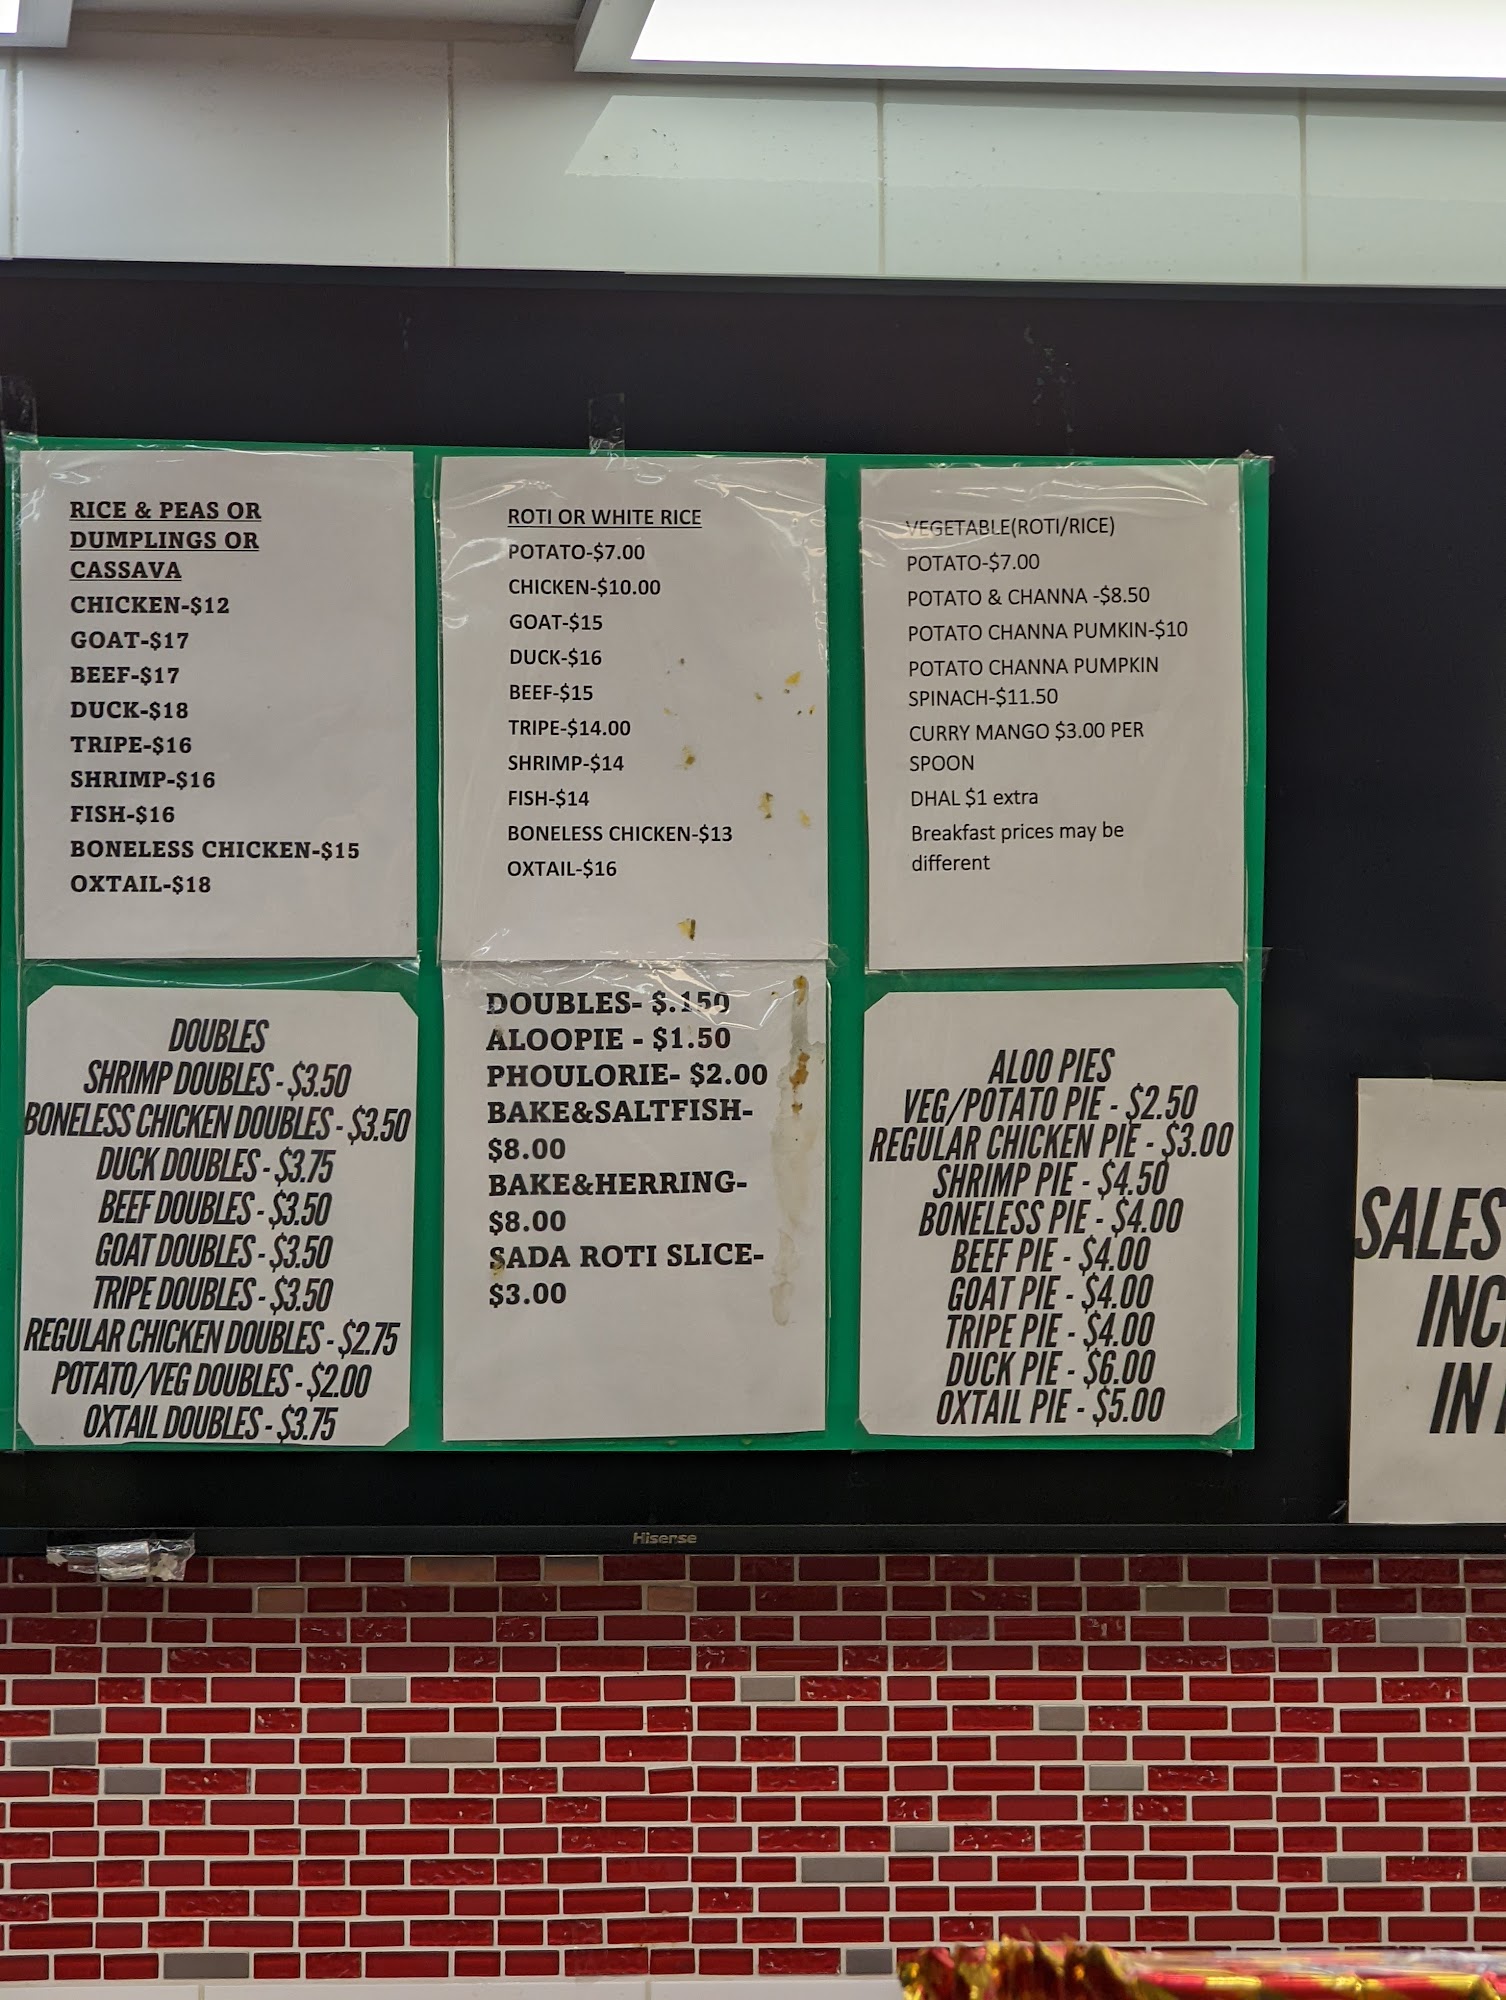 RICE & PEAS OR
DUMPLINGS OR
CASSAVA
CHICKEN-$12
GOAT-$17
BEEF-$17
DUCK-$18
TRIPE-$16
SHRIMP-$16
FISH-$16
BONELESS CHICKEN-$15
OXTAIL-$18
ROTI OR WHITE RICE
POTATO-$7.00
CHICKEN-$10.00
GOAT-$15
DUCK-$16
BEEF-$15
TRIPE-$14.00
SHRIMP-$14
FISH-$14
BONELESS CHICKEN-$13
OXTAIL-$16
VEGETABLE(ROTI/RICE)
POTATO-$7.00
POTATO & CHANNA -$8.50
POTATO CHANNA PUMKIN-$10
POTATO CHANNA PUMPKIN
SPINACH-$11.50
CURRY MANGO $3.00 PER
SPOON
DHAL $1 extra
Breakfast prices may be
different
DOUBLES
SHRIMP DOUBLES - $3.50
BONELESS CHICKEN DOUBLES - $3.50
DUCK DOUBLES - $3.75
BEEF DOUBLES - $3.50
GOAT DOUBLES - $3.50
TRIPE DOUBLES - $3.50
REGULAR CHICKEN DOUBLES - $2.75
POTATO/VEG DOUBLES - $2.00
OXTAIL DOUBLES - $3.75
DOUBLES- $.150
ALOOPIE - $1.50
PHOULORIE- $2.00
BAKE&SALTFISH-
$8.00
BAKE&HERRING-
$8.00
SADA ROTI SLICE-
$3.00
ALOO PIES
VEG/POTATO PIE - $2.50
REGULAR CHICKEN PIE - $3.00
SHRIMP PIE - $4.50
BONELESS PIE - $4.00
BEEF PIE - $4.00
GOAT PIE - $4.00
TRIPE PIE - $4.00
DUCK PIE - $6.00
OXTAIL PIE - $5.00
SALES
INC
IN
Hisense